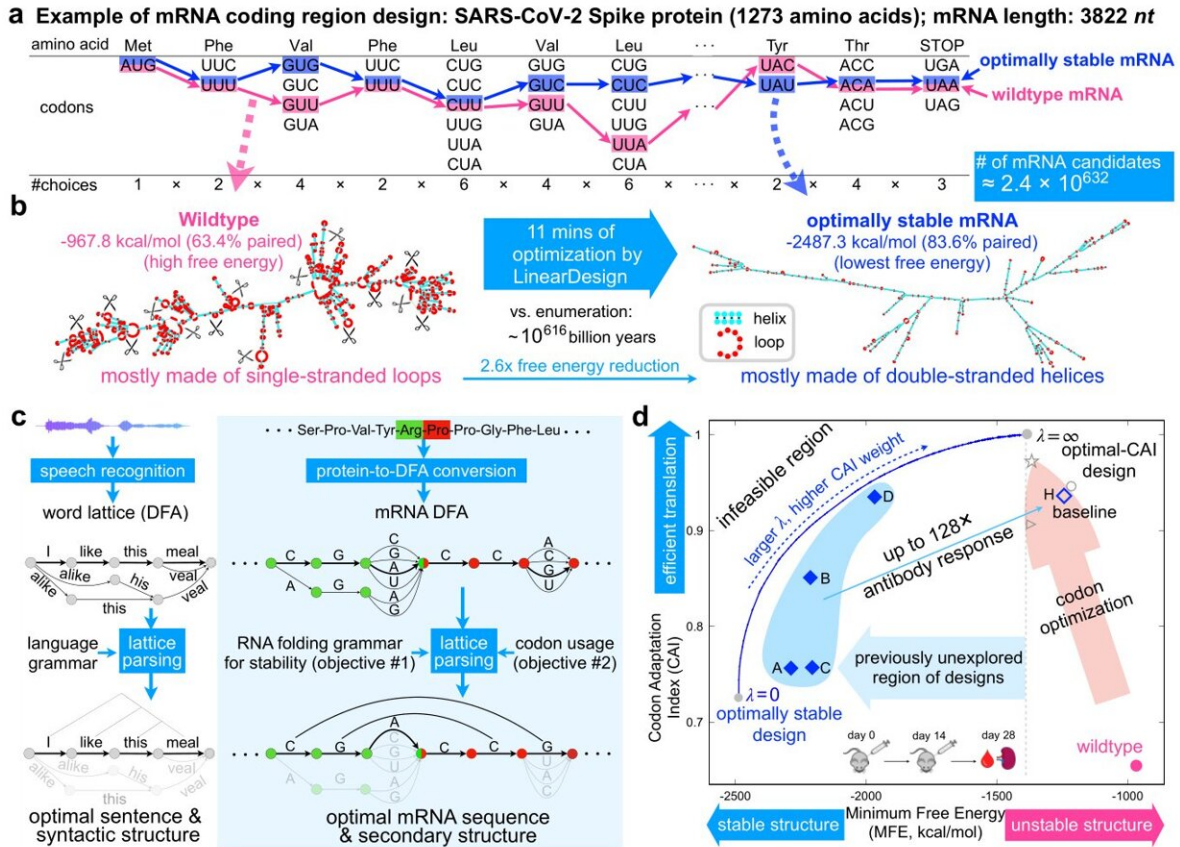 a Example of mRNA coding region design: SARS-CoV-2 Spike protein (1273 amino acids); mRNA length: 3822 nt
amino acid Met Phe Val Phe Leu Val Leu · · · Tyr Thr STOP
AUG UUC GUG UUC CUG GUG CUG UAC ACC UGA
UUU GUC UUU CUC GUC CUC · · · UAU ACA UAA
codons GUU CUU GUU CUU ACU UAG
GUA UUG GUA UUG ACG
UUA UUA
CUA CUA
optimally stable mRNA
wildtype mRNA
#choices 1 × 2 × 4 × 2 × 6 × 4 × 6 × · · · × 2 × 4 × 3
# of mRNA candidates
≈ 2.4 × 10^632
b
Wildtype
-967.8 kcal/mol (63.4% paired)
(high free energy)
mostly made of single-stranded loops
11 mins of
optimization by
LinearDesign
vs. enumeration:
~10^616 billion years
2.6x free energy reduction
helix
loop
optimally stable mRNA
-2487.3 kcal/mol (83.6% paired)
(lowest free energy)
mostly made of double-stranded helices
c
speech recognition
word lattice (DFA)
I like this meal
alike his veal
this veal
language
grammar
lattice
parsing
I like this meal
alike his veal
this veal
optimal sentence &
syntactic structure
· · · Ser-Pro-Val-Tyr-Arg-Pro-Pro-Gly-Phe-Leu · · ·
protein-to-DFA conversion
mRNA DFA
C G C G A U A G C C A C G U
A G
RNA folding grammar
for stability (objective #1)
lattice
parsing
codon usage
(objective #2)
C G A C G U A G C C G U A C
A G
optimal mRNA sequence
& secondary structure
d
efficient translation
Codon Adaptation
Index (CAI)
1
0.9
0.8
0.7
infeasible region
larger λ, higher CAI weight
λ=∞
optimal-CAI
design
H
baseline
D
B
A
C
up to 128×
antibody response
codon
optimization
previously unexplored
region of designs
λ=0
optimally stable
design
day 0
day 14
day 28
wildtype
-2500 -2000 -1500 -1000
stable structure
Minimum Free Energy
(MFE, kcal/mol)
unstable structure